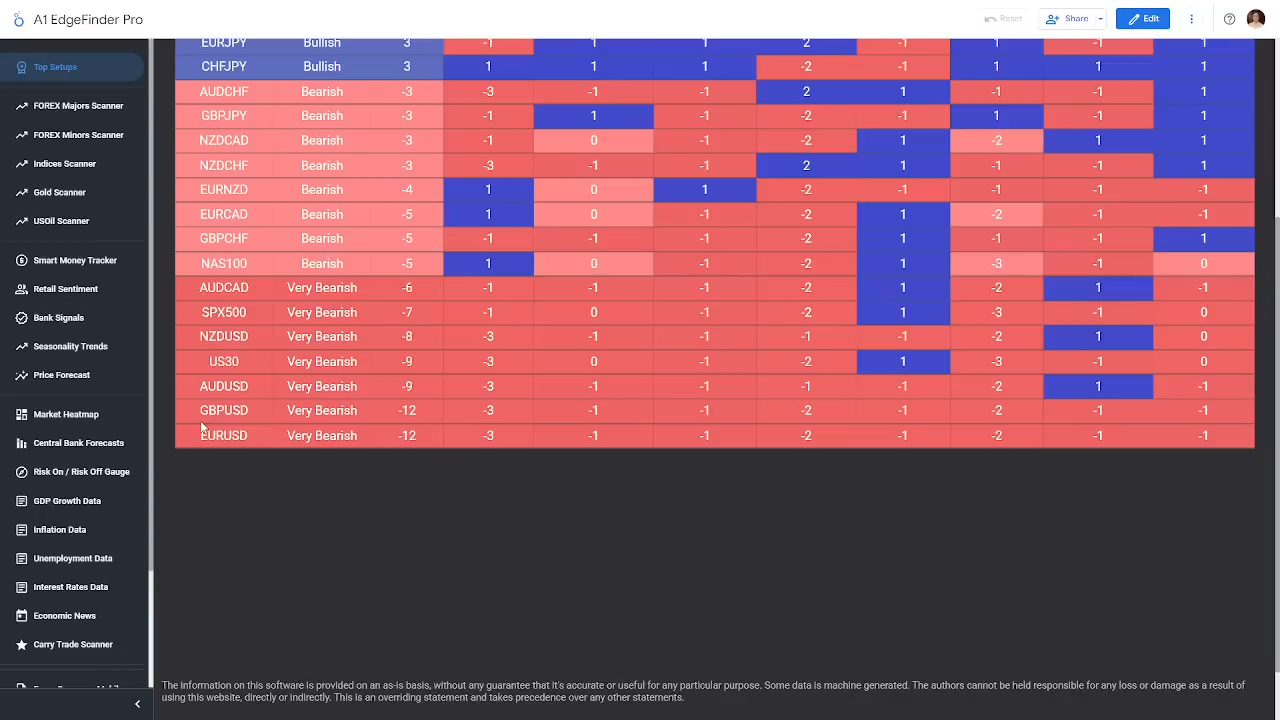 A1 EdgeFinder Pro
Reset
Share
Edit
Top Setups
FOREX Majors Scanner
FOREX Minors Scanner
Indices Scanner
Gold Scanner
USOil Scanner
Smart Money Tracker
Retail Sentiment
Bank Signals
Seasonality Trends
Price Forecast
Market Heatmap
Central Bank Forecasts
Risk On / Risk Off Gauge
GDP Growth Data
Inflation Data
Unemployment Data
Interest Rates Data
Economic News
Carry Trade Scanner
EURJPY Bullish 3 -1 1 1 2 -1 1 -1 1
CHFJPY Bullish 3 1 1 1 -2 -1 1 1 1
AUDCHF Bearish -3 -3 -1 -1 2 1 -1 -1 1
GBPJPY Bearish -3 -1 1 -1 -2 -1 1 -1 1
NZDCAD Bearish -3 -1 0 -1 -2 1 -2 1 1
NZDCHF Bearish -3 -3 -1 -1 2 1 -1 -1 1
EURNZD Bearish -4 1 0 1 -2 -1 -1 -1 -1
EURCAD Bearish -5 1 0 -1 -2 1 -2 -1 -1
GBPCHF Bearish -5 -1 -1 -1 -2 1 -1 -1 1
NAS100 Bearish -5 1 0 -1 -2 1 -3 -1 0
AUDCAD Very Bearish -6 -1 -1 -1 -2 1 -2 1 -1
SPX500 Very Bearish -7 -1 0 -1 -2 1 -3 -1 0
NZDUSD Very Bearish -8 -3 -1 -1 -1 -1 -2 1 0
US30 Very Bearish -9 -3 0 -1 -2 1 -3 -1 0
AUDUSD Very Bearish -9 -3 -1 -1 -1 -1 -2 1 -1
GBPUSD Very Bearish -12 -3 -1 -1 -2 -1 -2 -1 -1
EURUSD Very Bearish -12 -3 -1 -1 -2 -1 -2 -1 -1
The information on this software is provided on an as-is basis, without any guarantee that it's accurate or useful for any particular purpose. Some data is machine generated. The authors cannot be held responsible for any loss or damage as a result of
using this website, directly or indirectly. This is an overriding statement and takes precedence over any other statements.